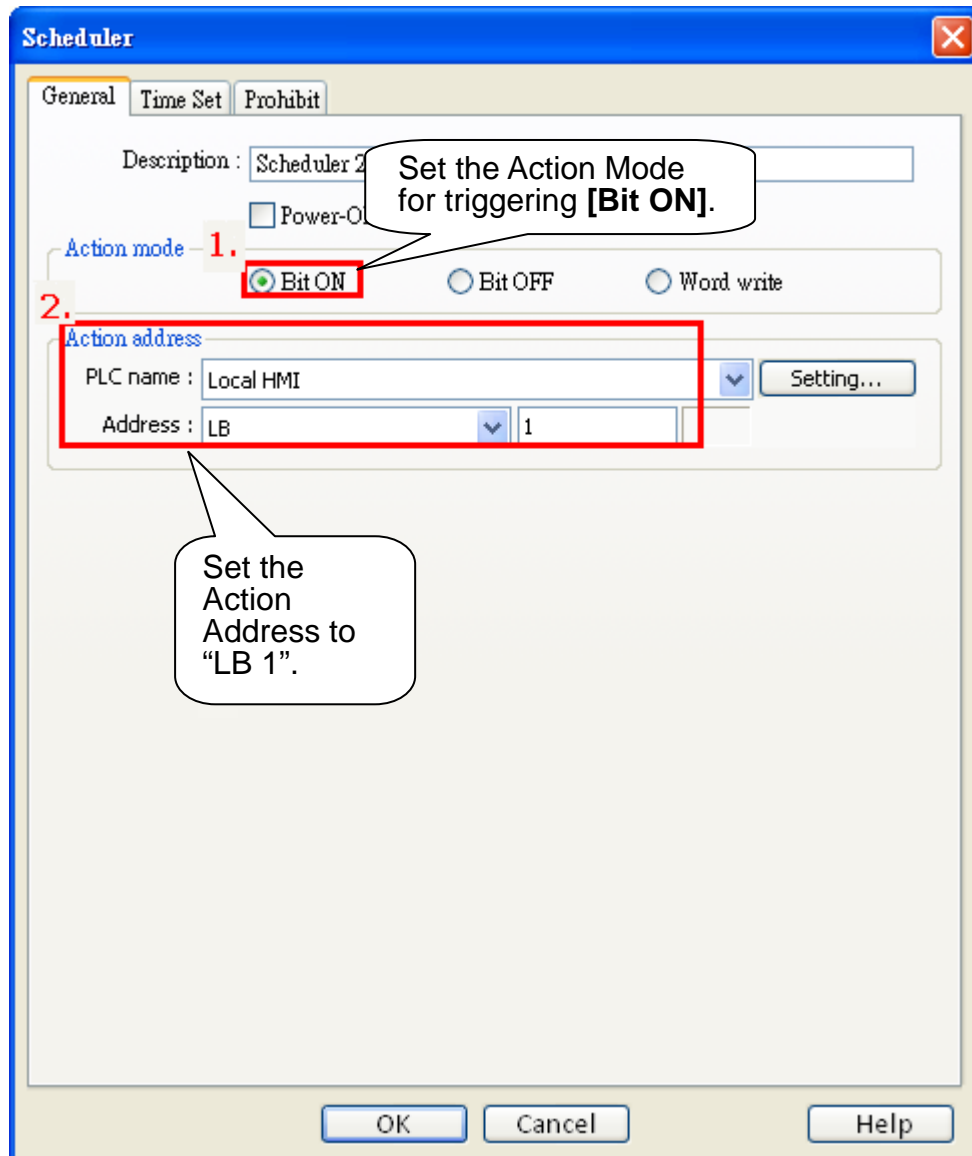 Scheduler
General Time Set Prohibit
Description : Scheduler 2
Set the Action Mode
for triggering [Bit ON].
Action mode 1.
Bit ON Bit OFF Word write
2.
Action address
PLC name : Local HMI Setting...
Address : LB 1
Set the
Action
Address to
“LB 1”.
OK Cancel Help